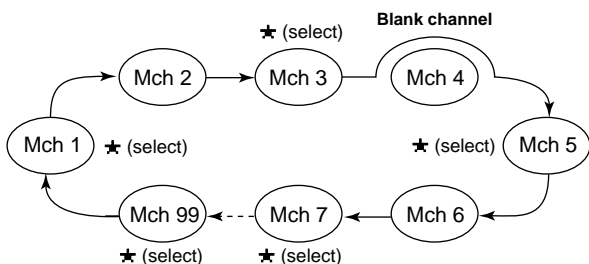 Blank channel
★ (select)
Mch 2
Mch 3
Mch 4
Mch 1
★ (select)
★ (select)
Mch 5
Mch 99
Mch 7
Mch 6
★ (select)
★ (select)